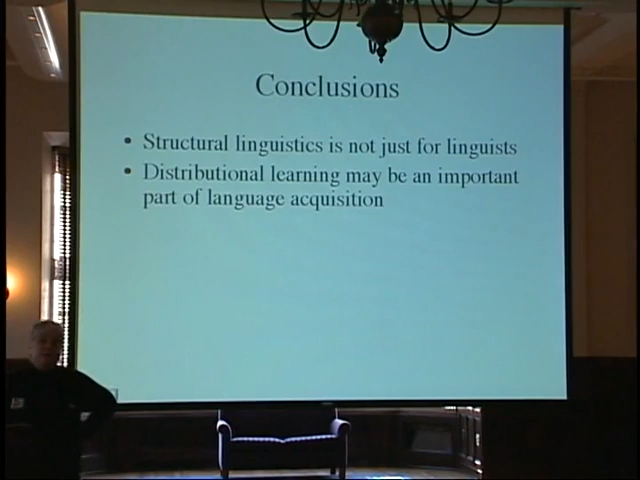 Conclusions
• Structural linguistics is not just for linguists
• Distributional learning may be an important
part of language acquisition